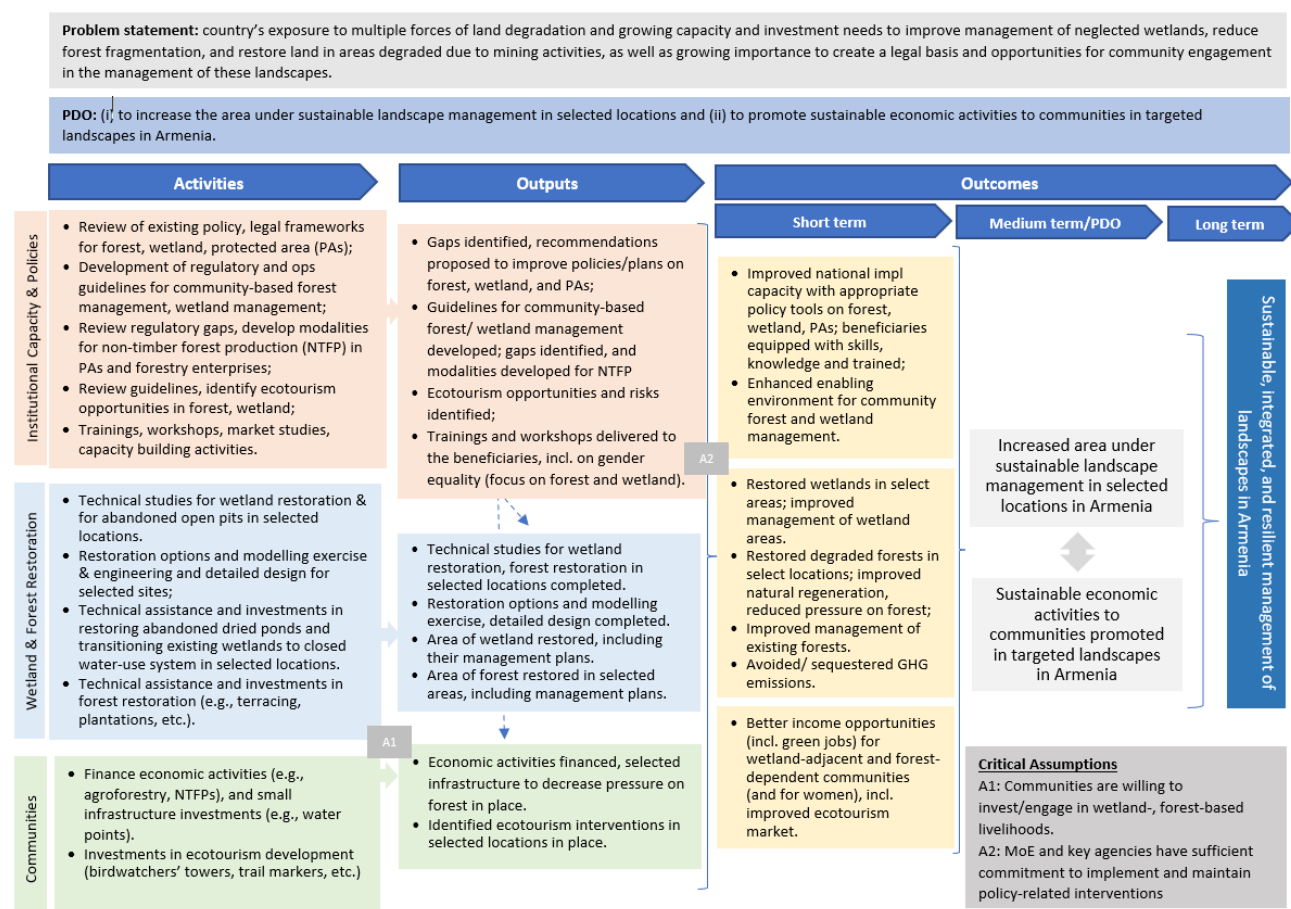 Problem statement: country's exposure to multiple forces of land degradation and growing capacity and investment needs to improve management of neglected wetlands, reduce
forest fragmentation, and restore land in areas degraded due to mining activities, as well as growing importance to create a legal basis and opportunities for community engagement
in the management of these landscapes.
PDO: (i) to increase the area under sustainable landscape management in selected locations and (ii) to promote sustainable economic activities to communities in targeted
landscapes in Armenia.
Activities
Outputs
Outcomes
Short term
Medium term/PDO
Long term
Institutional Capacity & Policies
• Review of existing policy, legal frameworks
for forest, wetland, protected area (PAs);
• Development of regulatory and ops
guidelines for community-based forest
management, wetland management;
• Review regulatory gaps, develop modalities
for non-timber forest production (NTFP) in
PAs and forestry enterprises;
• Review guidelines, identify ecotourism
opportunities in forest, wetland;
• Trainings, workshops, market studies,
capacity building activities.
• Gaps identified, recommendations
proposed to improve policies/plans on
forest, wetland, and PAs;
• Guidelines for community-based
forest/ wetland management
developed; gaps identified, and
modalities developed for NTFP
• Ecotourism opportunities and risks
identified;
• Trainings and workshops delivered to
the beneficiaries, incl. on gender
equality (focus on forest and wetland).
A2
• Improved national impl
capacity with appropriate
policy tools on forest,
wetland, PAs; beneficiaries
equipped with skills,
knowledge and trained;
• Enhanced enabling
environment for community
forest and wetland
management.
Wetland & Forest Restoration
• Technical studies for wetland restoration &
for abandoned open pits in selected
locations.
• Restoration options and modelling exercise
& engineering and detailed design for
selected sites;
• Technical assistance and investments in
restoring abandoned dried ponds and
transitioning existing wetlands to closed
water-use system in selected locations.
• Technical assistance and investments in
forest restoration (e.g., terracing,
plantations, etc.).
• Technical studies for wetland
restoration, forest restoration in
selected locations completed.
• Restoration options and modelling
exercise, detailed design completed.
• Area of wetland restored, including
their management plans.
• Area of forest restored in selected
areas, including management plans.
• Restored wetlands in select
areas; improved
management of wetland
areas.
• Restored degraded forests in
select locations; improved
natural regeneration,
reduced pressure on forest;
• Improved management of
existing forests.
• Avoided/ sequestered GHG
emissions.
A1
Communities
• Finance economic activities (e.g.,
agroforestry, NTFPs), and small
infrastructure investments (e.g., water
points).
• Investments in ecotourism development
(birdwatchers' towers, trail markers, etc.)
• Economic activities financed, selected
infrastructure to decrease pressure on
forest in place.
• Identified ecotourism interventions in
selected locations in place.
• Better income opportunities
(incl. green jobs) for
wetland-adjacent and forest-
dependent communities
(and for women), incl.
improved ecotourism
market.
Increased area under
sustainable landscape
management in selected
locations in Armenia
Sustainable economic
activities to
communities promoted
in targeted landscapes
in Armenia
Sustainable, integrated, and resilient management of
landscapes in Armenia
Critical Assumptions
A1: Communities are willing to
invest/engage in wetland-, forest-based
livelihoods.
A2: MoE and key agencies have sufficient
commitment to implement and maintain
policy-related interventions